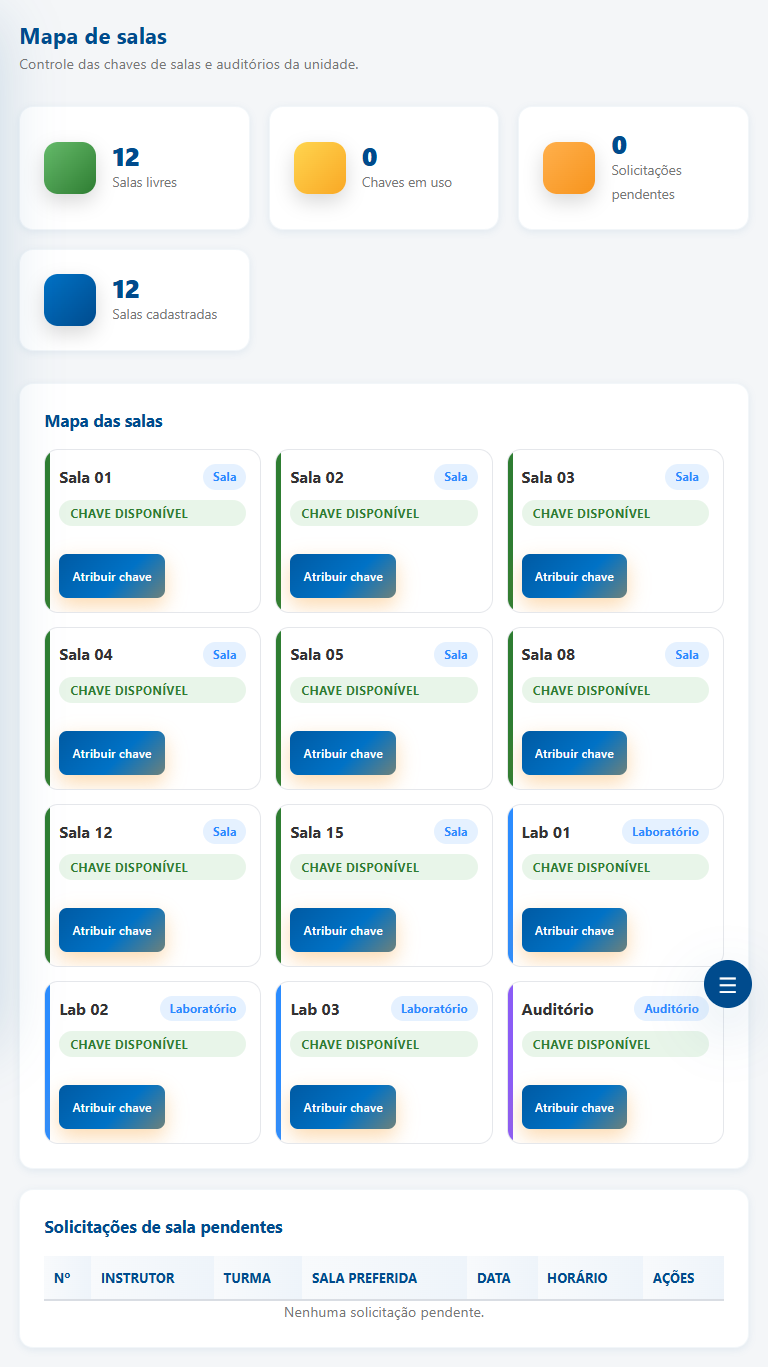 Mapa de salas
Controle das chaves de salas e auditórios da unidade.
12
Salas livres
0
Chaves em uso
0
Solicitações
pendentes
12
Salas cadastradas
Mapa das salas
Sala 01 Sala
CHAVE DISPONÍVEL
Atribuir chave
Sala 02 Sala
CHAVE DISPONÍVEL
Atribuir chave
Sala 03 Sala
CHAVE DISPONÍVEL
Atribuir chave
Sala 04 Sala
CHAVE DISPONÍVEL
Atribuir chave
Sala 05 Sala
CHAVE DISPONÍVEL
Atribuir chave
Sala 08 Sala
CHAVE DISPONÍVEL
Atribuir chave
Sala 12 Sala
CHAVE DISPONÍVEL
Atribuir chave
Sala 15 Sala
CHAVE DISPONÍVEL
Atribuir chave
Lab 01 Laboratório
CHAVE DISPONÍVEL
Atribuir chave
Lab 02 Laboratório
CHAVE DISPONÍVEL
Atribuir chave
Lab 03 Laboratório
CHAVE DISPONÍVEL
Atribuir chave
Auditório Auditório
CHAVE DISPONÍVEL
Atribuir chave
Solicitações de sala pendentes
Nº INSTRUTOR TURMA SALA PREFERIDA DATA HORÁRIO AÇÕES
Nenhuma solicitação pendente.